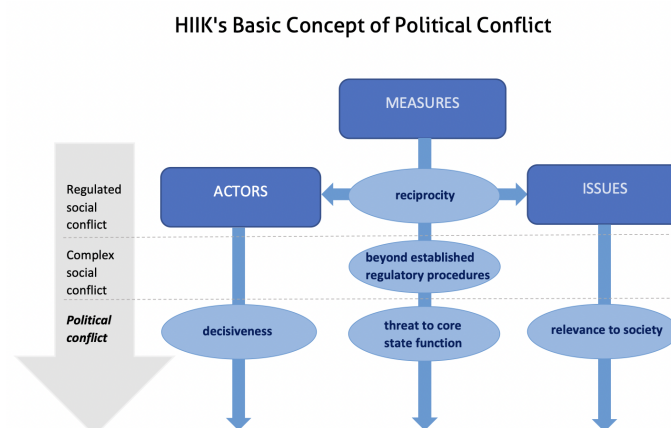 HIIK's Basic Concept of Political Conflict
MEASURES
Regulated
social
conflict
ACTORS
reciprocity
ISSUES
Complex
social
conflict
beyond established
regulatory procedures
Political
conflict
decisiveness
threat to core
state function
relevance to society